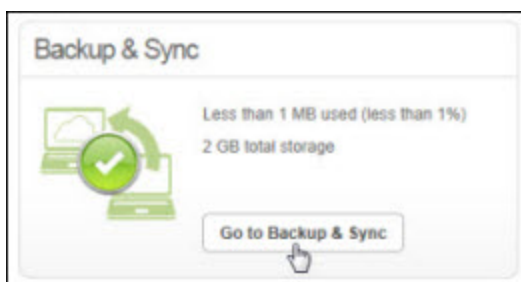 Backup & Sync
Less than 1 MB used (less than 1%)
2 GB total storage
Go to Backup & Sync